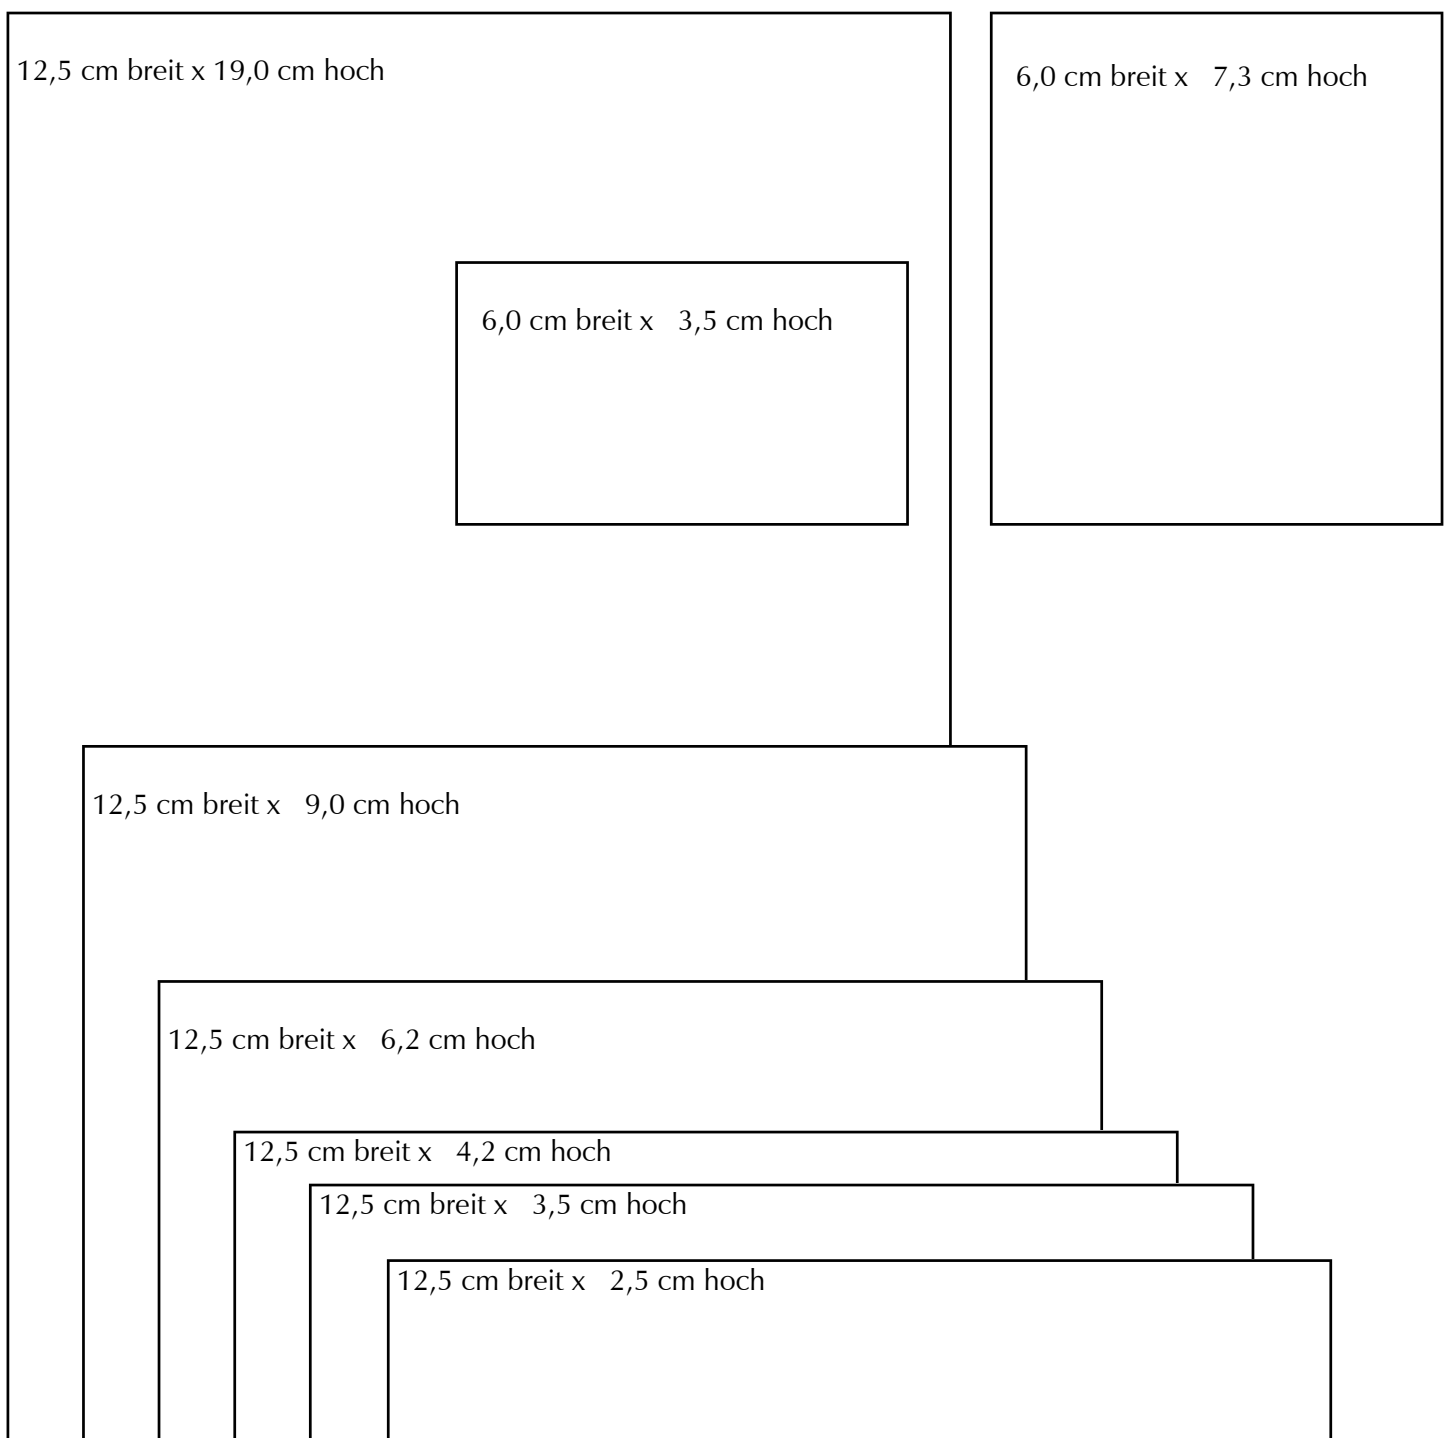 12,5 cm breit x 19,0 cm hoch
6,0 cm breit x   7,3 cm hoch
6,0 cm breit x   3,5 cm hoch
12,5 cm breit x   9,0 cm hoch
12,5 cm breit x   6,2 cm hoch
12,5 cm breit x   4,2 cm hoch
12,5 cm breit x   3,5 cm hoch
12,5 cm breit x   2,5 cm hoch